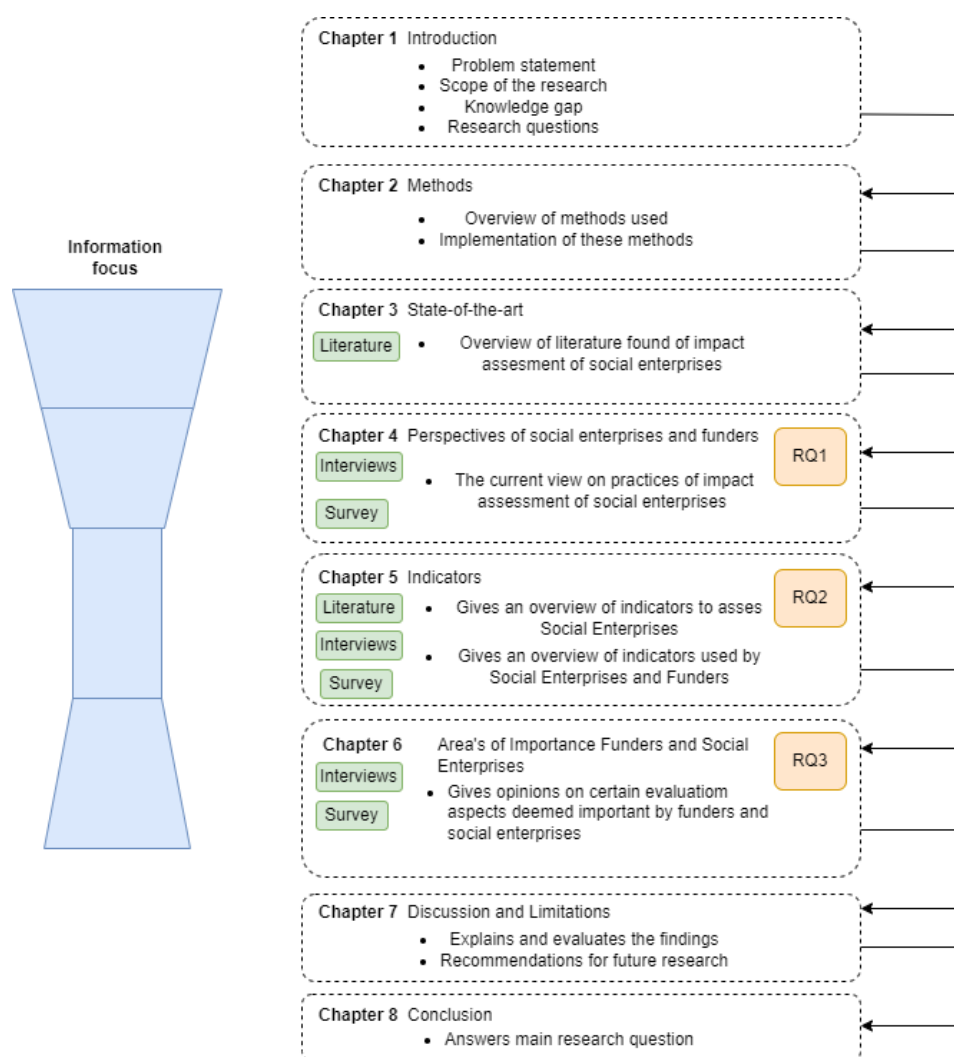 Chapter 1 Introduction
• Problem statement
• Scope of the research
• Knowledge gap
• Research questions
Chapter 2 Methods
• Overview of methods used
• Implementation of these methods
Information
focus
Chapter 3 State-of-the-art
Literature
• Overview of literature found of impact
assesment of social enterprises
Chapter 4 Perspectives of social enterprises and funders
RQ1
Interviews
Survey
• The current view on practices of impact
assessment of social enterprises
Chapter 5 Indicators
RQ2
Literature
Interviews
Survey
• Gives an overview of indicators to asses
Social Enterprises
• Gives an overview of indicators used by
Social Enterprises and Funders
Chapter 6 Area's of Importance Funders and Social
Enterprises
RQ3
Interviews
Survey
• Gives opinions on certain evaluatiom
aspects deemed important by funders and
social enterprises
Chapter 7 Discussion and Limitations
• Explains and evaluates the findings
• Recommendations for future research
Chapter 8 Conclusion
• Answers main research question